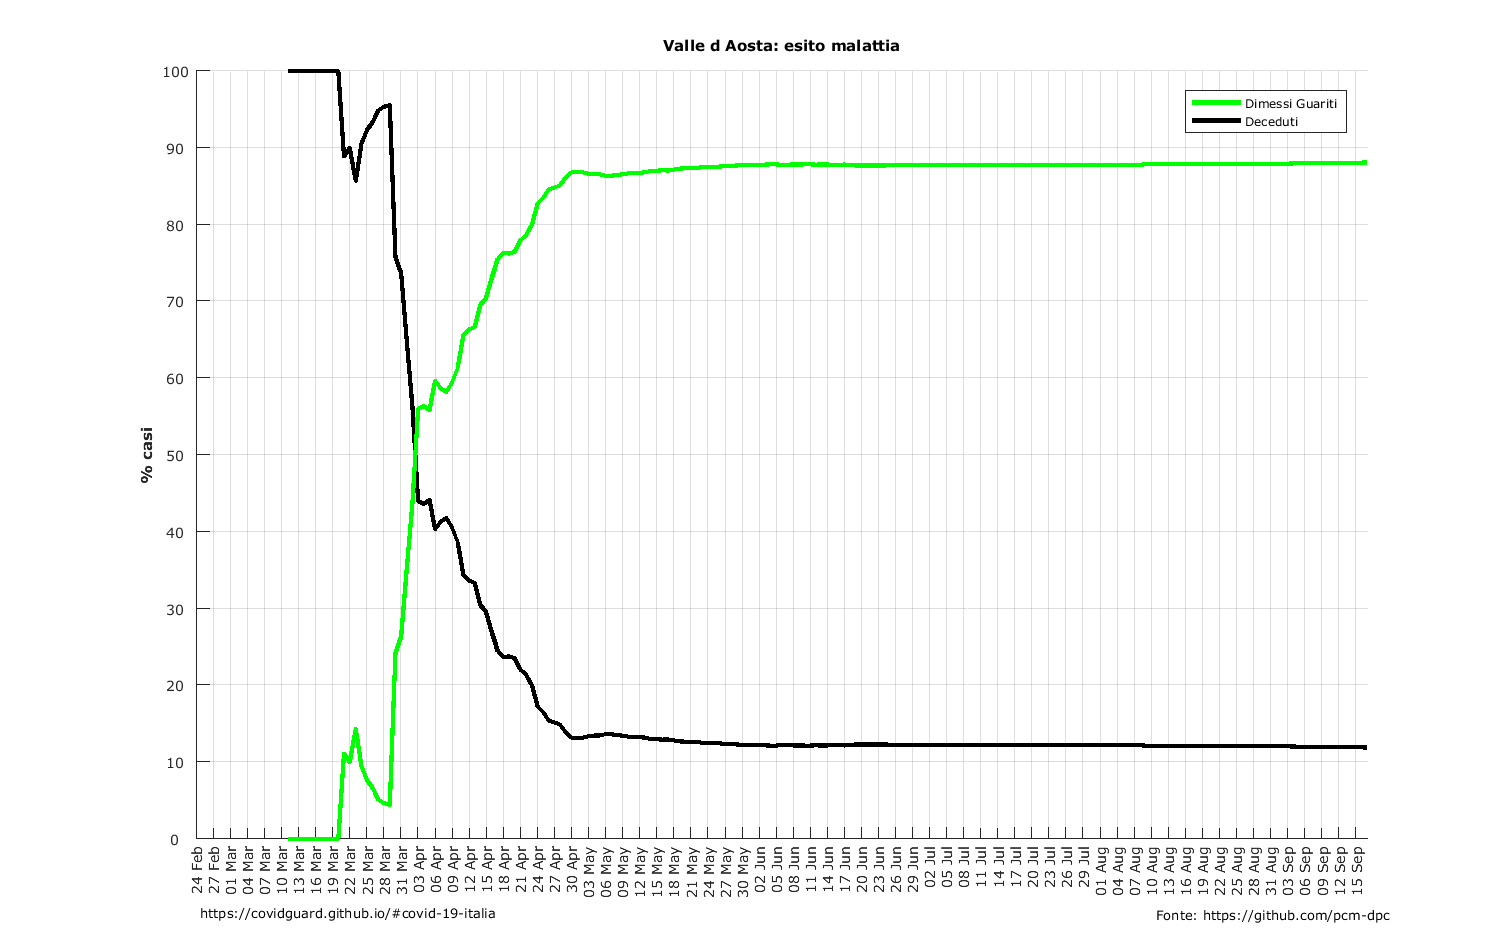 Valle d Aosta: esito malattia
Dimessi Guariti
Deceduti
% casi
100
90
80
70
60
50
40
30
20
10
0
24 Feb
27 Feb
01 Mar
04 Mar
07 Mar
10 Mar
13 Mar
16 Mar
19 Mar
22 Mar
25 Mar
28 Mar
31 Mar
03 Apr
06 Apr
09 Apr
12 Apr
15 Apr
18 Apr
21 Apr
24 Apr
27 Apr
30 Apr
03 May
06 May
09 May
12 May
15 May
18 May
21 May
24 May
27 May
30 May
02 Jun
05 Jun
08 Jun
11 Jun
14 Jun
17 Jun
20 Jun
23 Jun
26 Jun
29 Jun
02 Jul
05 Jul
08 Jul
11 Jul
14 Jul
17 Jul
20 Jul
23 Jul
26 Jul
29 Jul
01 Aug
04 Aug
07 Aug
10 Aug
13 Aug
16 Aug
19 Aug
22 Aug
25 Aug
28 Aug
31 Aug
03 Sep
06 Sep
09 Sep
12 Sep
15 Sep
https://covidguard.github.io/#covid-19-italia
Fonte: https://github.com/pcm-dpc